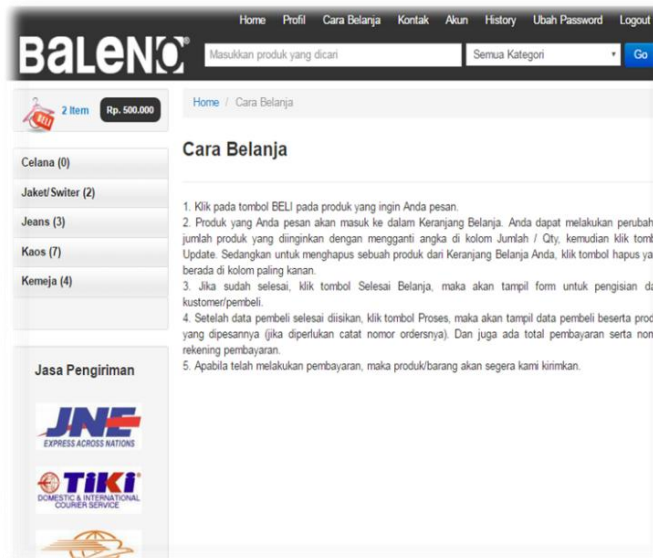 Home Profil Cara Belanja Kontak Akun History Ubah Password Logout
BALENO
Masukkan produk yang dicari Semua Kategori Go
BELI 2 Item Rp. 500.000
Home / Cara Belanja
Cara Belanja
Celana (0)
Jaket/Switer (2)
Jeans (3)
Kaos (7)
Kemeja (4)
1. Klik pada tombol BELI pada produk yang ingin Anda pesan.
2. Produk yang Anda pesan akan masuk ke dalam Keranjang Belanja. Anda dapat melakukan perubah
jumlah produk yang diinginkan dengan mengganti angka di kolom Jumlah / Qty, kemudian klik tomb
Update. Sedangkan untuk menghapus sebuah produk dari Keranjang Belanja Anda, klik tombol hapus ya
berada di kolom paling kanan.
3. Jika sudah selesai, klik tombol Selesai Belanja, maka akan tampil form untuk pengisian da
kustomer/pembeli.
4. Setelah data pembeli selesai diisikan, klik tombol Proses, maka akan tampil data pembeli beserta prod
yang dipesannya (jika diperlukan catat nomor ordersnya). Dan juga ada total pembayaran serta nom
rekening pembayaran.
5. Apabila telah melakukan pembayaran, maka produk/barang akan segera kami kirimkan.
Jasa Pengiriman
JNE
EXPRESS ACROSS NATIONS
TIKI
DOMESTIC & INTERNATIONAL
COURIER SERVICE